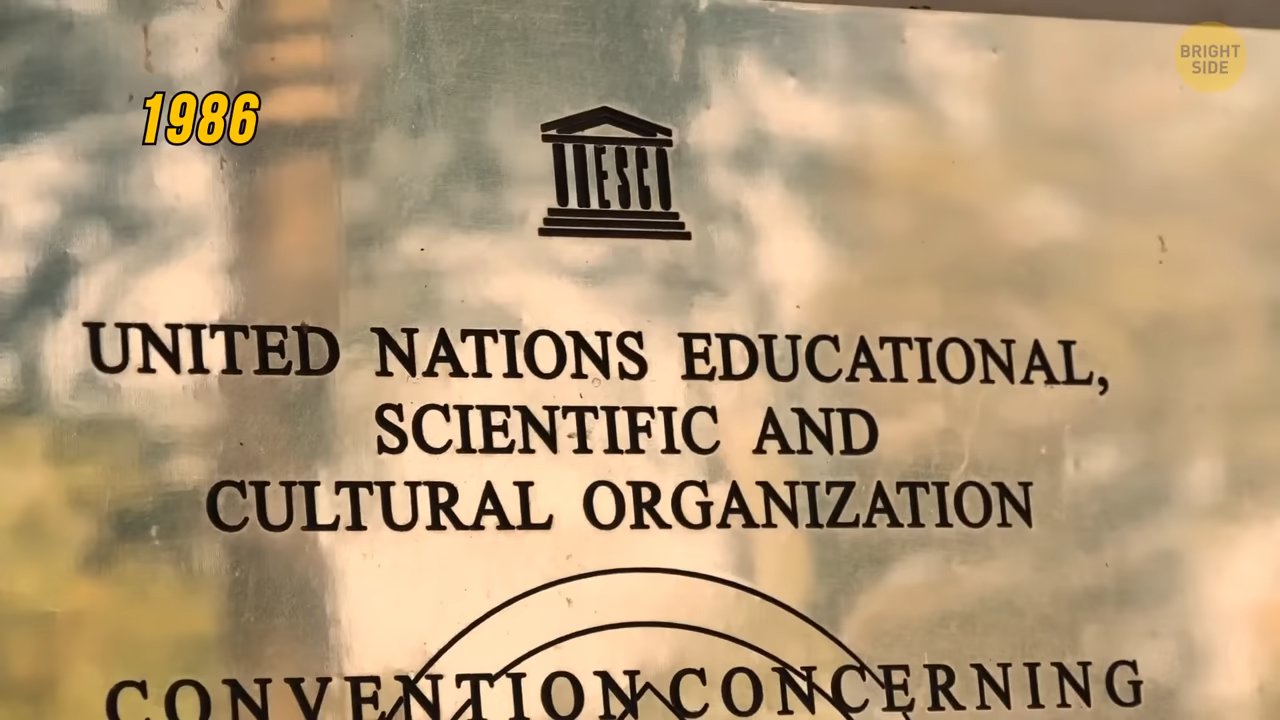 BRIGHT
SIDE
1986
UNESCO
UNITED NATIONS EDUCATIONAL,
SCIENTIFIC AND
CULTURAL ORGANIZATION
CONVENTION CONCERNING